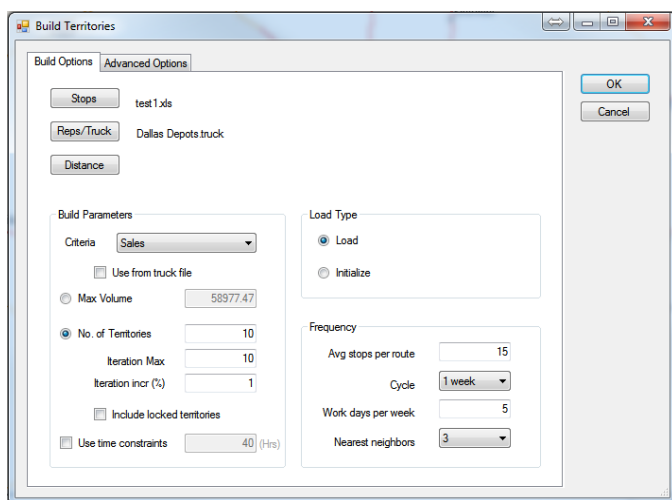 Build Territories
Build Options
Advanced Options
OK
Cancel
Stops
test1.xls
Reps/Truck
Dallas Depots.truck
Distance
Build Parameters
Criteria
Sales
Use from truck file
Max Volume
58977.47
No. of Territories
10
Iteration Max
10
Iteration incr (%)
1
Include locked territories
Use time constraints
40
(Hrs)
Load Type
Load
Initialize
Frequency
Avg stops per route
15
Cycle
1 week
Work days per week
5
Nearest neighbors
3